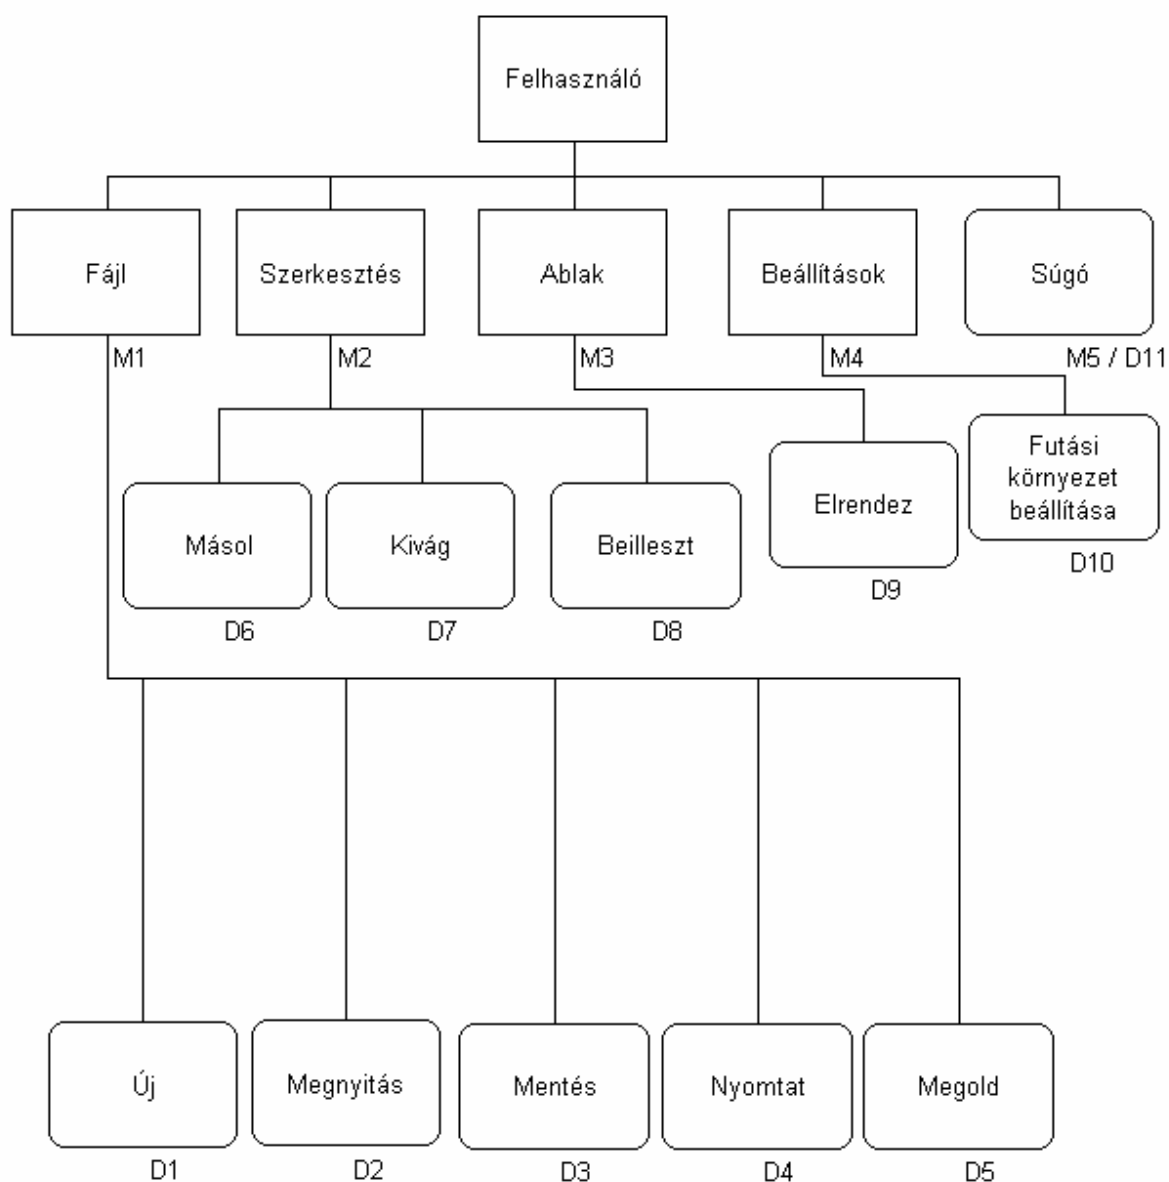 Felhasználó
Fájl
Szerkesztés
Ablak
Beállítások
Súgó
M1
M2
M3
M4
M5 / D11
Másol
Kivág
Beilleszt
Elrendez
Futási
környezet
beállítása
D6
D7
D8
D9
D10
Új
Megnyitás
Mentés
Nyomtat
Megold
D1
D2
D3
D4
D5